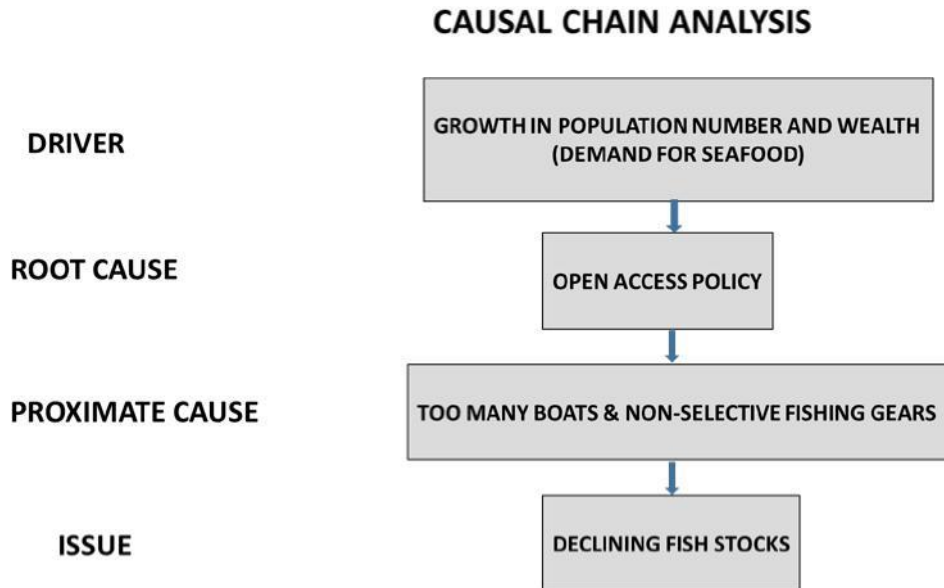 CAUSAL CHAIN ANALYSIS
DRIVER
GROWTH IN POPULATION NUMBER AND WEALTH
(DEMAND FOR SEAFOOD)
ROOT CAUSE
OPEN ACCESS POLICY
PROXIMATE CAUSE
TOO MANY BOATS & NON-SELECTIVE FISHING GEARS
ISSUE
DECLINING FISH STOCKS